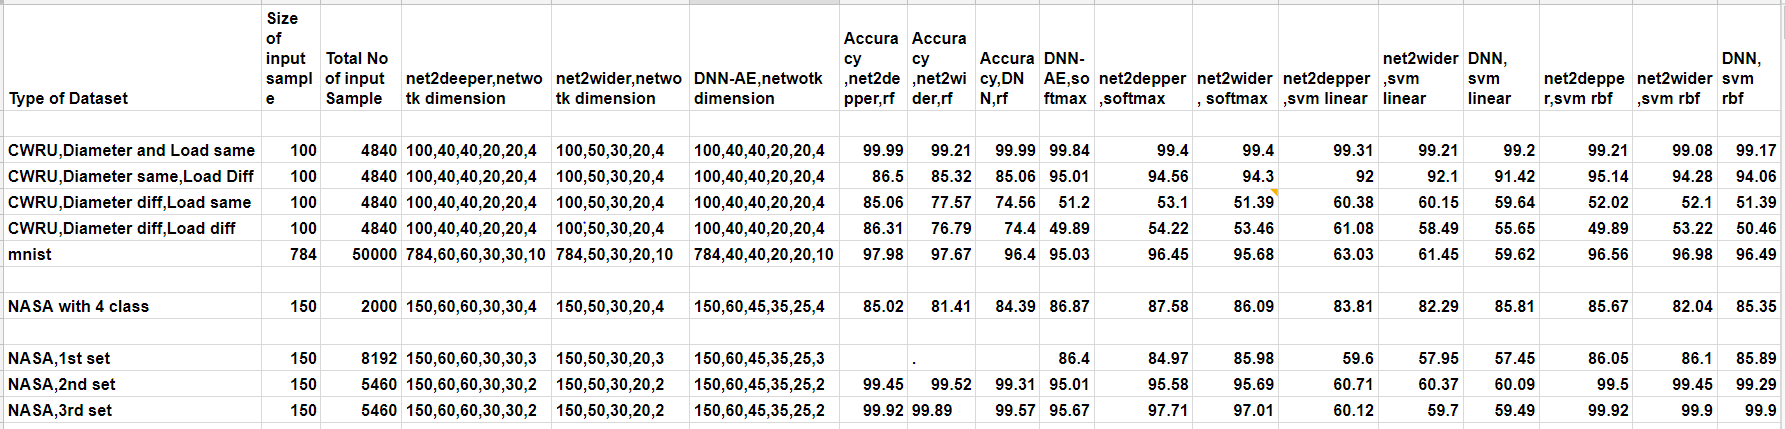 Type of Dataset Size of input sampl e Total No of input Sample net2deeper,netwo tk dimension net2wider,netwo tk dimension DNN-AE,netwotk dimension Accura cy ,net2de pper,rf Accura cy ,net2wi der,rf Accura cy,DN N,rf DNN- AE,so ftmax net2depper ,softmax net2wider , softmax net2depper ,svm linear net2wider ,svm linear DNN, svm linear net2deppe r,svm rbf net2wider ,svm rbf DNN, svm rbf
CWRU,Diameter and Load same 100 4840 100,40,40,20,20,4 100,50,30,20,4 100,40,40,20,20,4 99.99 99.21 99.99 99.84 99.4 99.4 99.31 99.21 99.2 99.21 99.08 99.17
CWRU,Diameter same,Load Diff 100 4840 100,40,40,20,20,4 100,50,30,20,4 100,40,40,20,20,4 86.5 85.32 85.06 95.01 94.56 94.3 92 92.1 91.42 95.14 94.28 94.06
CWRU,Diameter diff,Load same 100 4840 100,40,40,20,20,4 100,50,30,20,4 100,40,40,20,20,4 85.06 77.57 74.56 51.2 53.1 51.39 60.38 60.15 59.64 52.02 52.1 51.39
CWRU,Diameter diff,Load diff 100 4840 100,40,40,20,20,4 100,50,30,20,4 100,40,40,20,20,4 86.31 76.79 74.4 49.89 54.22 53.46 61.08 58.49 55.65 49.89 53.22 50.46
mnist 784 50000 784,60,60,30,30,10 784,50,30,20,10 784,40,40,20,20,10 97.98 97.67 96.4 95.03 96.45 95.68 63.03 61.45 59.62 96.56 96.98 96.49
NASA with 4 class 150 2000 150,60,60,30,30,4 150,50,30,20,4 150,60,45,35,25,4 85.02 81.41 84.39 86.87 87.58 86.09 83.81 82.29 85.81 85.67 82.04 85.35
NASA,1st set 150 8192 150,60,60,30,30,3 150,50,30,20,3 150,60,45,35,25,3 . 86.4 84.97 85.98 59.6 57.95 57.45 86.05 86.1 85.89
NASA,2nd set 150 5460 150,60,60,30,30,2 150,50,30,20,2 150,60,45,35,25,2 99.45 99.52 99.31 95.01 95.58 95.69 60.71 60.37 60.09 99.5 99.45 99.29
NASA,3rd set 150 5460 150,60,60,30,30,2 150,50,30,20,2 150,60,45,35,25,2 99.92 99.89 99.57 95.67 97.71 97.01 60.12 59.7 59.49 99.92 99.9 99.9